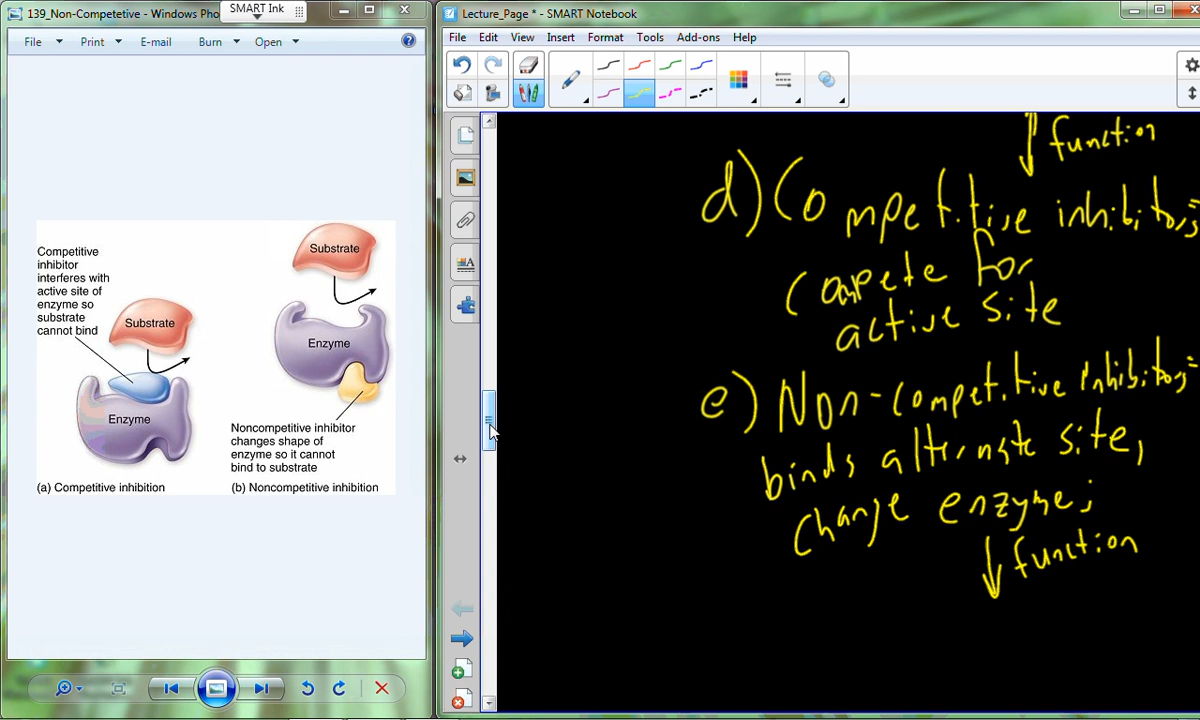 139_Non-Competetive - Windows Pho
SMART Ink
File Print E-mail Burn Open
Competitive
inhibitor
interferes with
active site of
enzyme so
substrate
cannot bind
Substrate
Enzyme
(a) Competitive inhibition
Substrate
Enzyme
Noncompetitive inhibitor
changes shape of
enzyme so it cannot
bind to substrate
(b) Noncompetitive inhibition
Lecture_Page * - SMART Notebook
File Edit View Insert Format Tools Add-ons Help
↓ function
d) Competitive inhibitors=
compete for
active site
e) Non-competitive inhibitors=
binds alternate site,
change enzyme;
↓ function